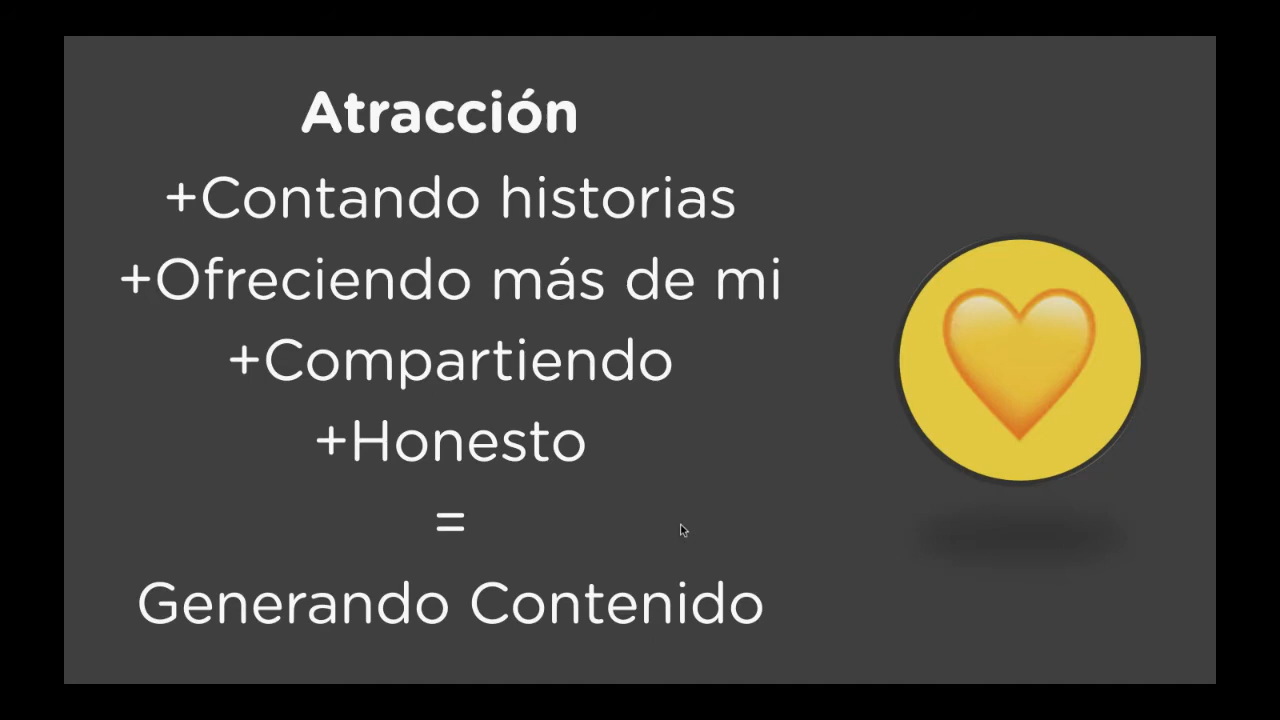 Atracción
+Contando historias
+Ofreciendo más de mi
+Compartiendo
+Honesto
=
Generando Contenido